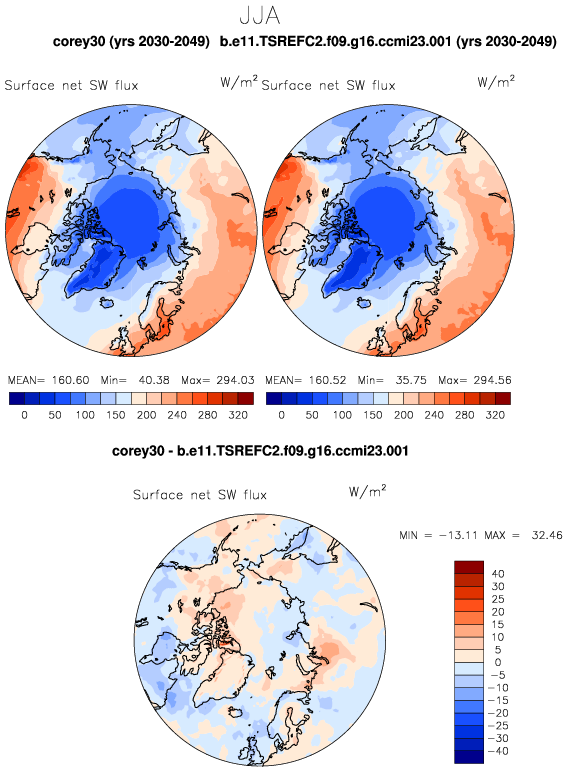 JJA
corey30 (yrs 2030-2049) b.e11.TSREFC2.f09.g16.ccmi23.001 (yrs 2030-2049)
Surface net SW flux W/m² Surface net SW flux W/m²
MEAN= 160.60 Min= 40.38 Max= 294.03 MEAN= 160.52 Min= 35.75 Max= 294.56
0 50 100 150 200 240 280 320 0 50 100 150 200 240 280 320
corey30 - b.e11.TSREFC2.f09.g16.ccmi23.001
Surface net SW flux W/m²
MIN = −13.11 MAX = 32.46
40
30
25
20
15
10
5
0
−5
−10
−15
−20
−25
−30
−40